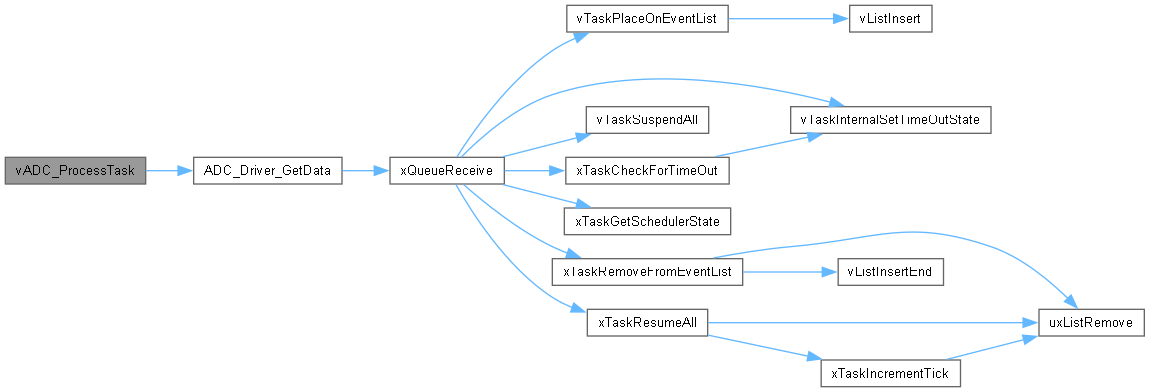 vTaskPlaceOnEventList
vListInsert
vTaskSuspendAll
vTaskInternalSetTimeOutState
vADC_ProcessTask
ADC_Driver_GetData
xQueueReceive
xTaskCheckForTimeOut
xTaskGetSchedulerState
xTaskRemoveFromEventList
vListInsertEnd
xTaskResumeAll
uxListRemove
xTaskIncrementTick